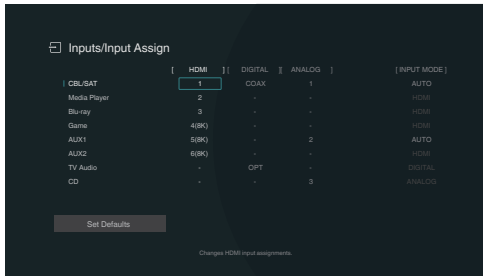 Inputs/Input Assign
[ HDMI ] [ DIGITAL ][ ANALOG ] [ INPUT MODE ]
CBL/SAT 1 COAX 1 AUTO
Media Player 2 - - HDMI
Blu-ray 3 - - HDMI
Game 4(8K) - - HDMI
AUX1 5(8K) - 2 AUTO
AUX2 6(8K) - - HDMI
TV Audio - OPT - DIGITAL
CD - - 3 ANALOG
Set Defaults
Changes HDMI input assignments.